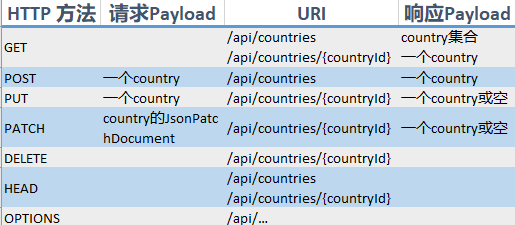 HTTP 方法 请求Payload URI 响应Payload
GET /api/countries country集合
/api/countries/{countryId} 一个country
POST 一个country /api/countries 一个country
PUT 一个country /api/countries/{countryId} 一个country或空
PATCH country的JsonPatchDocument /api/countries/{countryId} 一个country或空
DELETE /api/countries/{countryId}
HEAD /api/countries
/api/countries/{countryId}
OPTIONS /api/…